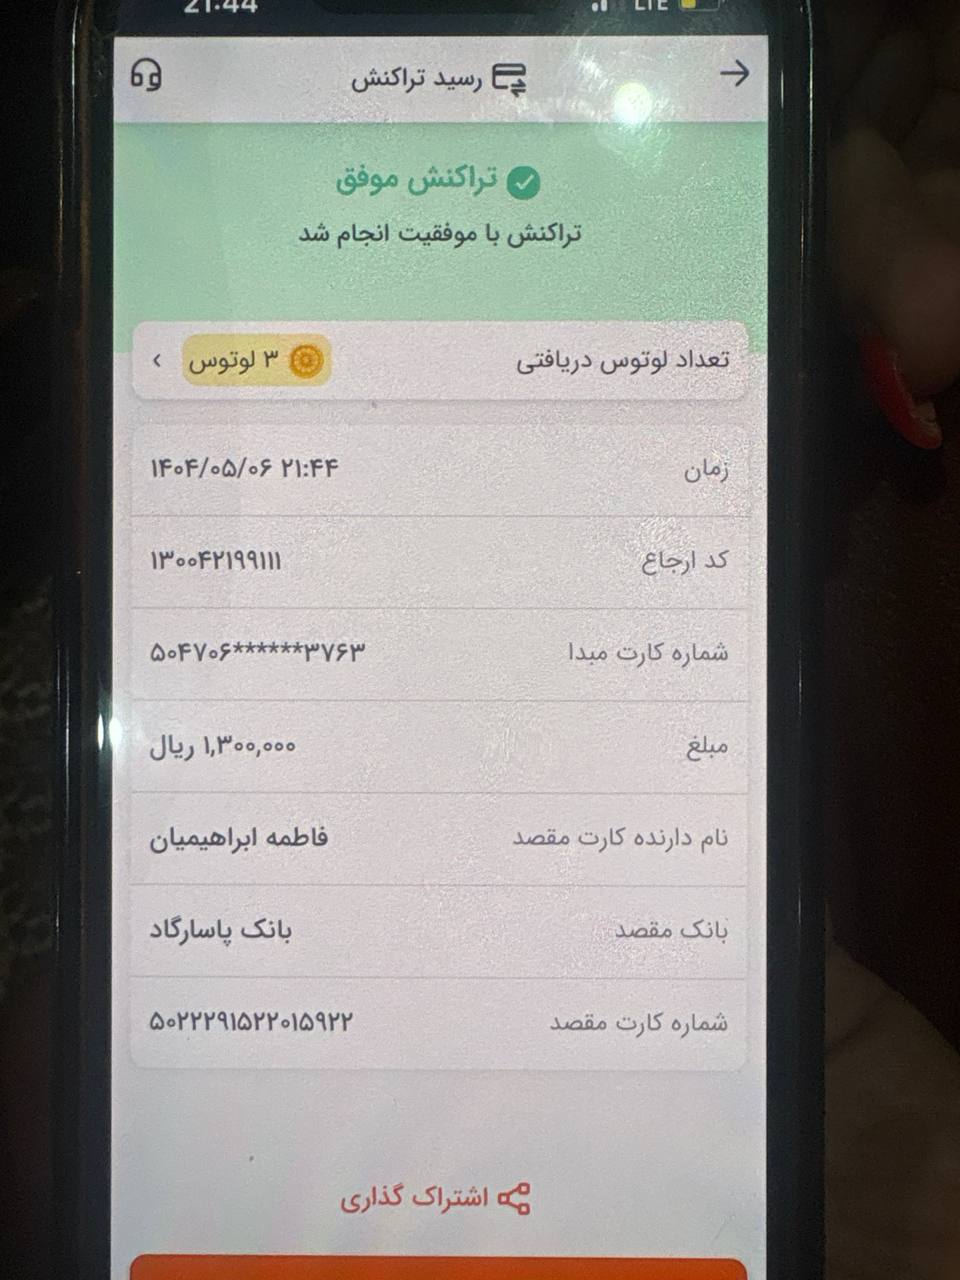 21:44 LTE
رسید تراکنش
تراکنش موفق
تراکنش با موفقیت انجام شد
تعداد لوتوس دریافتی ۳ لوتوس
زمان ۱۴۰۴/۰۵/۰۶ ۲۱:۴۴
کد ارجاع ۱۳۰۰۴۲۱۹۹۱۱۱
شماره کارت مبدا ۵۰۴۷۰۶******۳۷۶۳
مبلغ ۱,۳۰۰,۰۰۰ ریال
نام دارنده کارت مقصد فاطمه ابراهیمیان
بانک مقصد بانک پاسارگاد
شماره کارت مقصد ۵۰۲۲۲۹۱۵۲۲۰۱۵۹۲۲
اشتراک گذاری